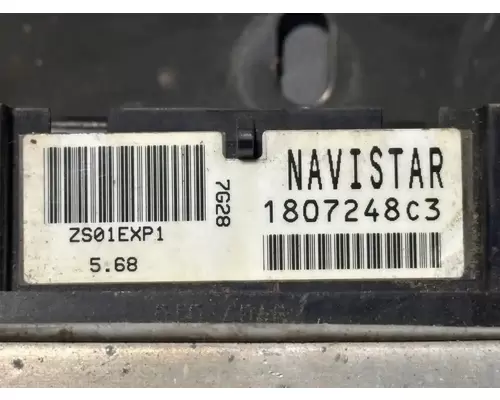 NAVISTAR
7G28
1807248C3
ZS01EXP1
5.68